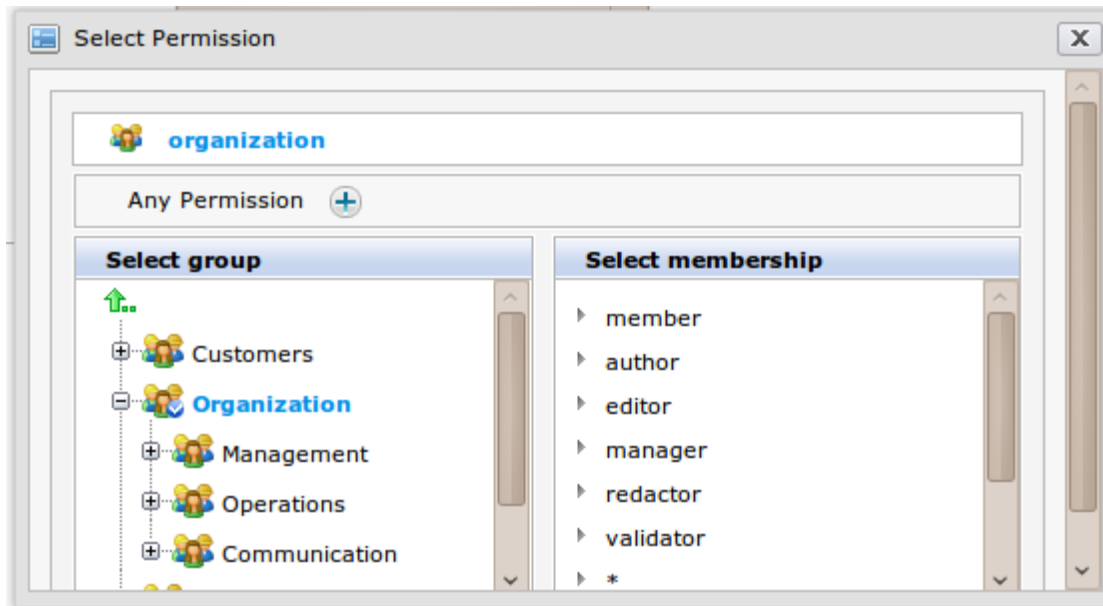 Select Permission
X
organization
Any Permission
Select group
..
Customers
Organization
Management
Operations
Communication
Select membership
member
author
editor
manager
redactor
validator
*